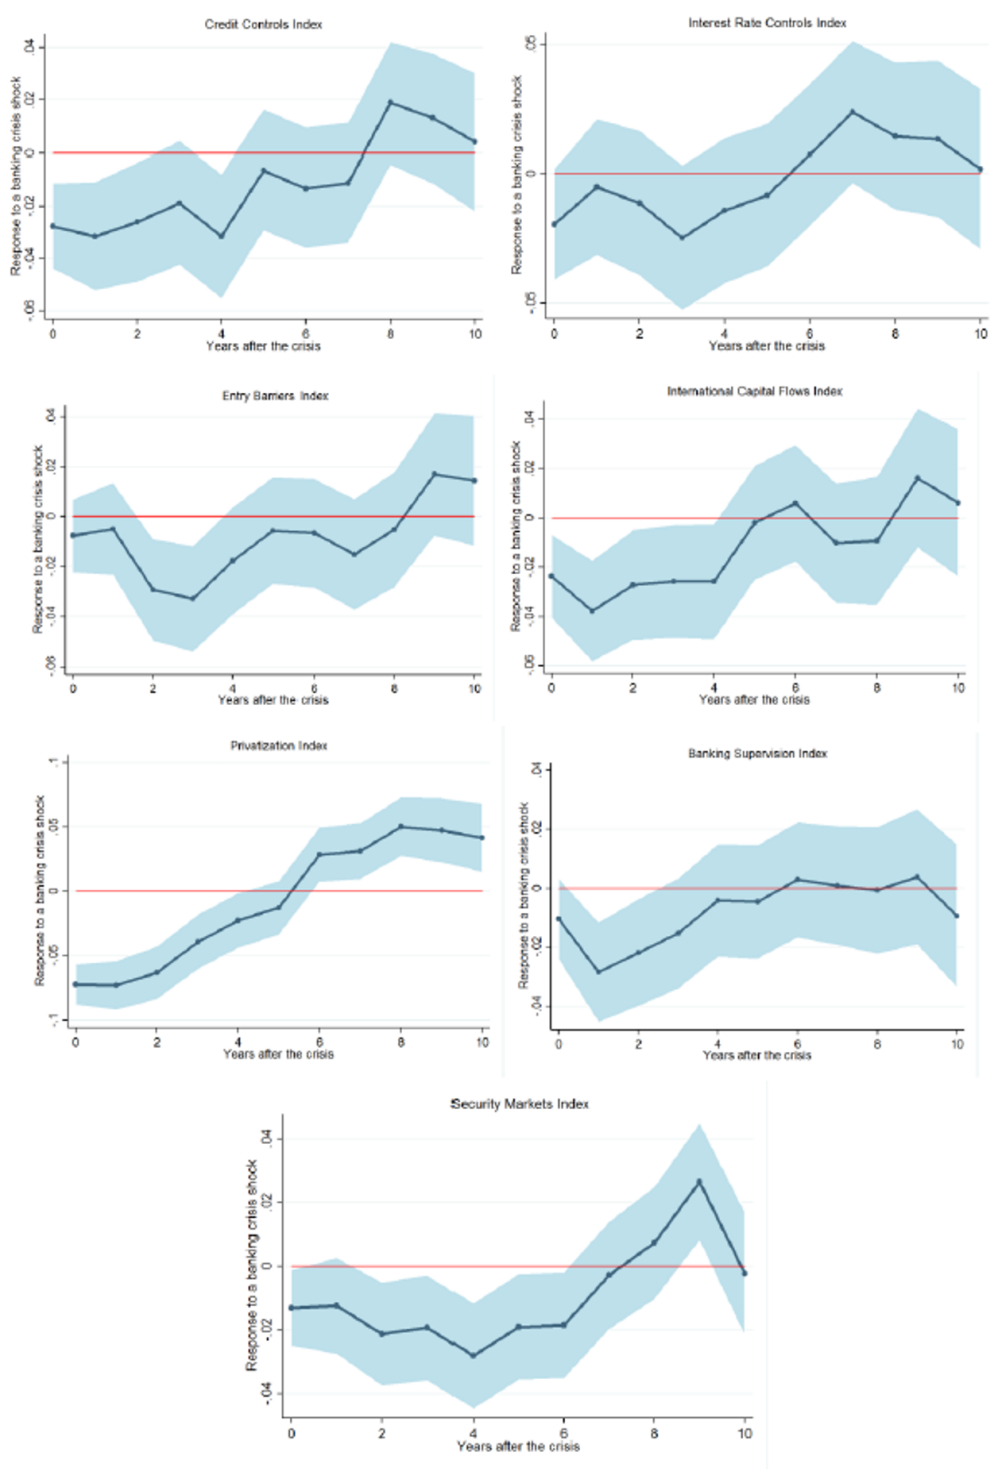 Credit Controls Index
Response to a banking crisis shock
.04
.02
0
-.02
-.04
-.06
0 2 4 6 8 10
Years after the crisis
Interest Rate Controls Index
Response to a banking crisis shock
.05
0
-.05
0 2 4 6 8 10
Years after the crisis
Entry Barriers Index
Response to a banking crisis shock
.04
.02
0
-.02
-.04
-.06
0 2 4 6 8 10
Years after the crisis
International Capital Flows Index
Response to a banking crisis shock
.04
.02
0
-.02
-.04
-.06
0 2 4 6 8 10
Years after the crisis
Privatization Index
Response to a banking crisis shock
.1
.05
0
-.05
-.1
0 2 4 6 8 10
Years after the crisis
Banking Supervision Index
Response to a banking crisis shock
.04
.02
0
-.02
-.04
0 2 4 6 8 10
Years after the crisis
Security Markets Index
Response to a banking crisis shock
.04
.02
0
-.02
-.04
0 2 4 6 8 10
Years after the crisis